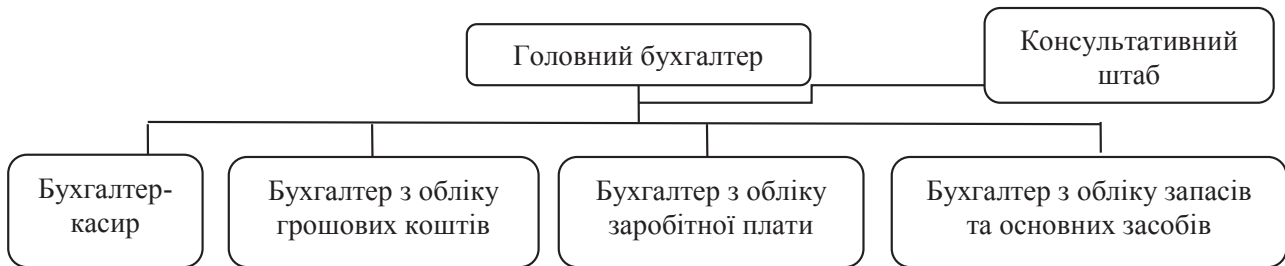 Головний бухгалтер
Консультативний
штаб
Бухгалтер-
касир
Бухгалтер з обліку
грошових коштів
Бухгалтер з обліку
заробітної плати
Бухгалтер з обліку запасів
та основних засобів